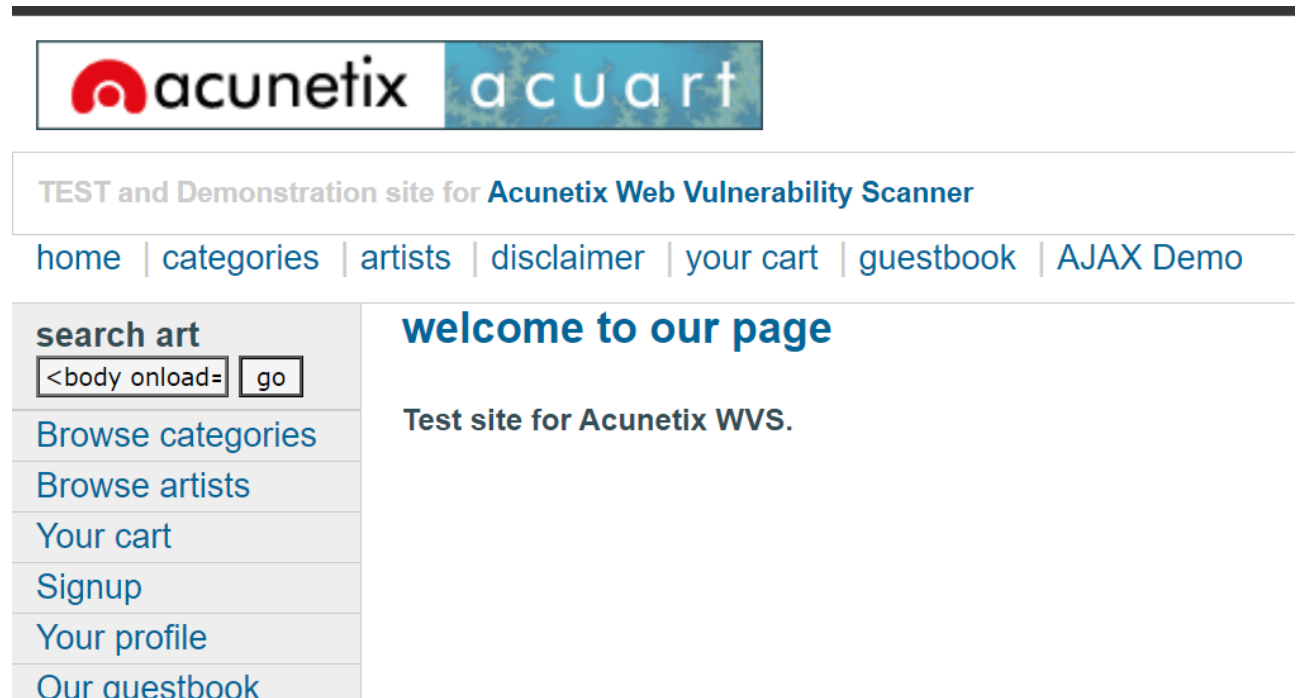 acunetix acuart
TEST and Demonstration site for Acunetix Web Vulnerability Scanner
home | categories | artists | disclaimer | your cart | guestbook | AJAX Demo
search art
<body onload= go
Browse categories
Browse artists
Your cart
Signup
Your profile
Our guestbook
welcome to our page
Test site for Acunetix WVS.